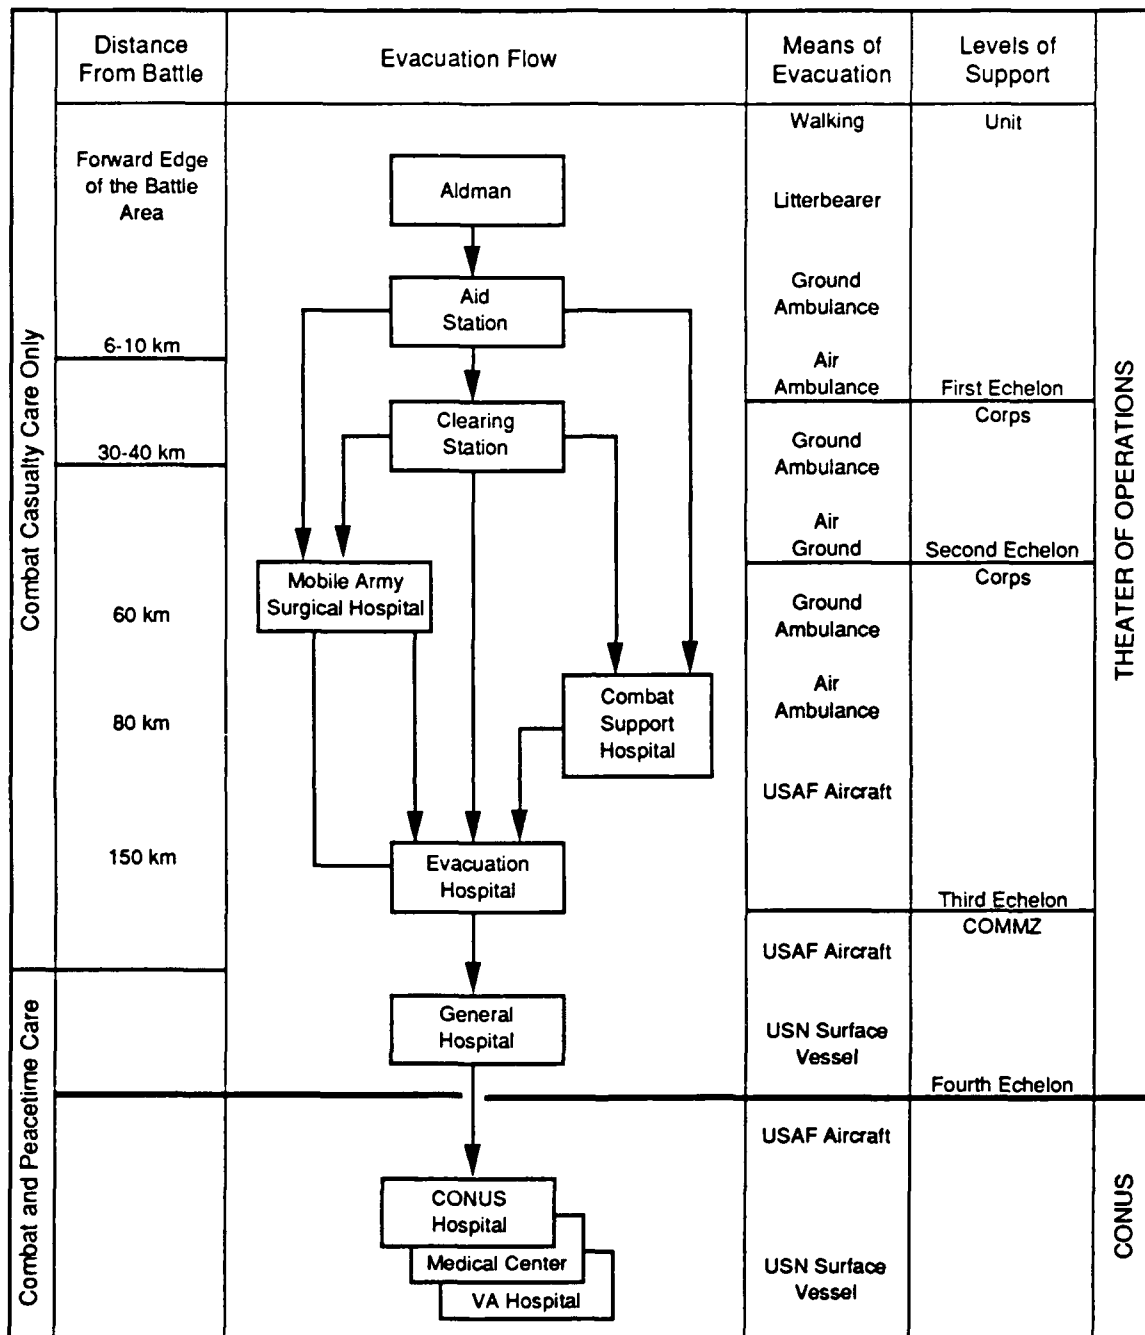 Distance
From Battle
Evacuation Flow
Means of
Evacuation
Levels of
Support
Combat Casualty Care Only
Combat and Peacetime Care
Forward Edge
of the Battle
Area
6-10 km
30-40 km
60 km
80 km
150 km
Aldman
Aid
Station
Clearing
Station
Mobile Army
Surgical Hospital
Combat
Support
Hospital
Evacuation
Hospital
General
Hospital
CONUS
Hospital
Medical Center
VA Hospital
Walking
Litterbearer
Ground
Ambulance
Air
Ambulance
Ground
Ambulance
Air
Ground
Ground
Ambulance
Air
Ambulance
USAF Aircraft
USAF Aircraft
USN Surface
Vessel
USAF Aircraft
USN Surface
Vessel
Unit
First Echelon
Corps
Second Echelon
Corps
Third Echelon
COMMZ
Fourth Echelon
THEATER OF OPERATIONS
CONUS